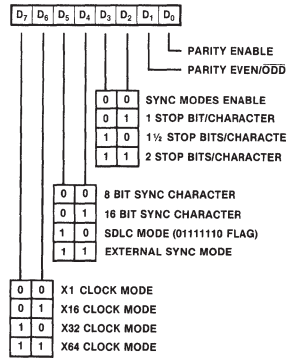 D7 D6 D5 D4 D3 D2 D1 D0
PARITY ENABLE
PARITY EVEN/ODD
0 0 SYNC MODES ENABLE
0 1 1 STOP BIT/CHARACTER
1 0 1½ STOP BITS/CHARACTE
1 1 2 STOP BITS/CHARACTER
0 0 8 BIT SYNC CHARACTER
0 1 16 BIT SYNC CHARACTER
1 0 SDLC MODE (01111110 FLAG)
1 1 EXTERNAL SYNC MODE
0 0 X1 CLOCK MODE
0 1 X16 CLOCK MODE
1 0 X32 CLOCK MODE
1 1 X64 CLOCK MODE